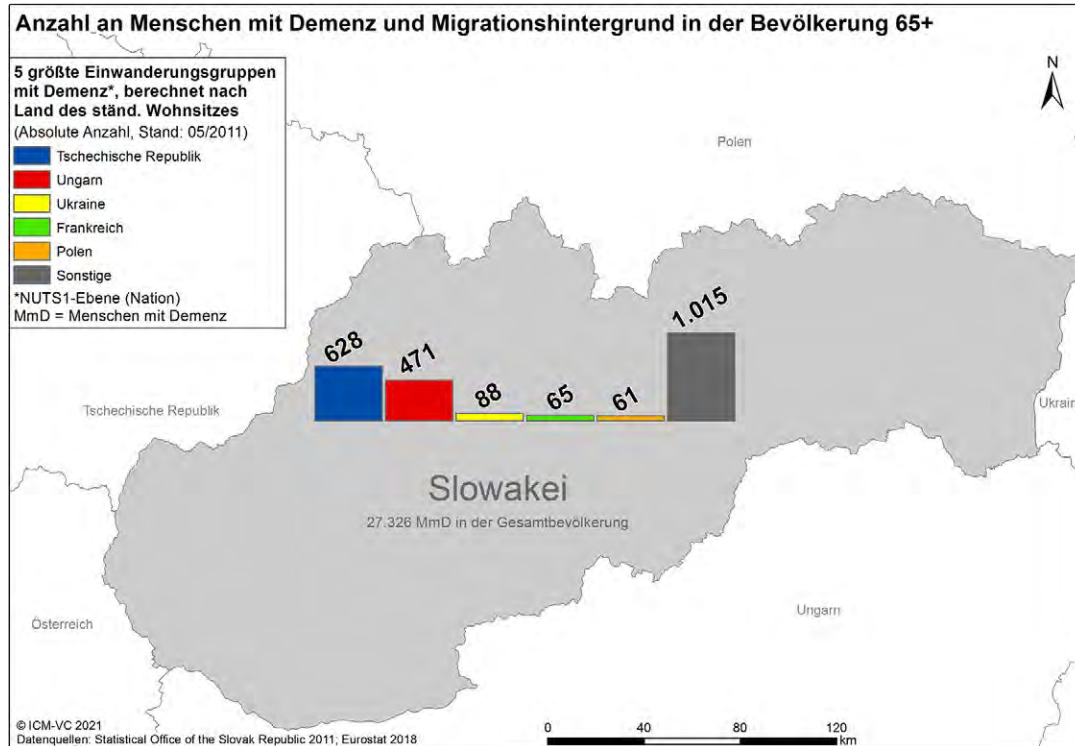 Anzahl an Menschen mit Demenz und Migrationshintergrund in der Bevölkerung 65+
5 größte Einwanderungsgruppen
mit Demenz*, berechnet nach
Land des ständ. Wohnsitzes
(Absolute Anzahl, Stand: 05/2011)
Tschechische Republik
Ungarn
Ukraine
Frankreich
Polen
Sonstige
*NUTS1-Ebene (Nation)
MmD = Menschen mit Demenz
N
Polen
628
471
88
65
61
1.015
Tschechische Republik
Ukrain
Slowakei
27.326 MmD in der Gesamtbevölkerung
Österreich
Ungarn
© ICM-VC 2021
Datenquellen: Statistical Office of the Slovak Republic 2011; Eurostat 2018
0 40 80 120
km